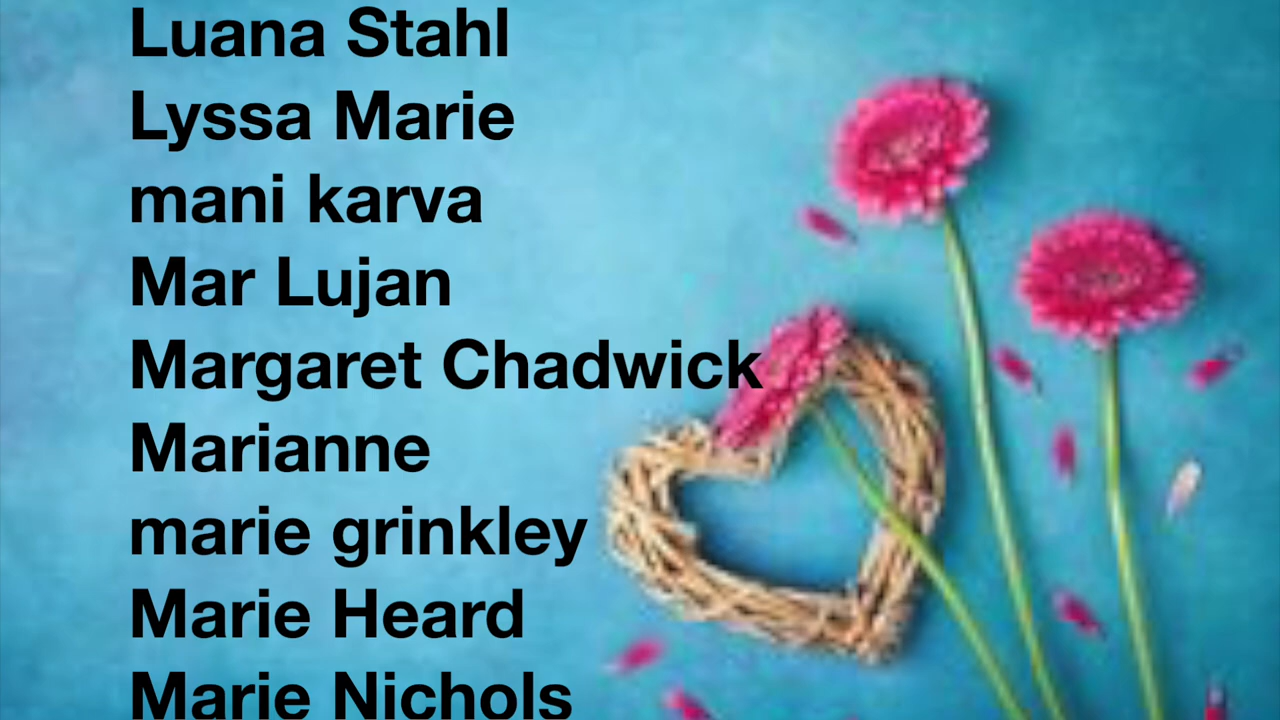 Luana Stahl
Lyssa Marie
mani karva
Mar Lujan
Margaret Chadwick
Marianne
marie grinkley
Marie Heard
Marie Nichols